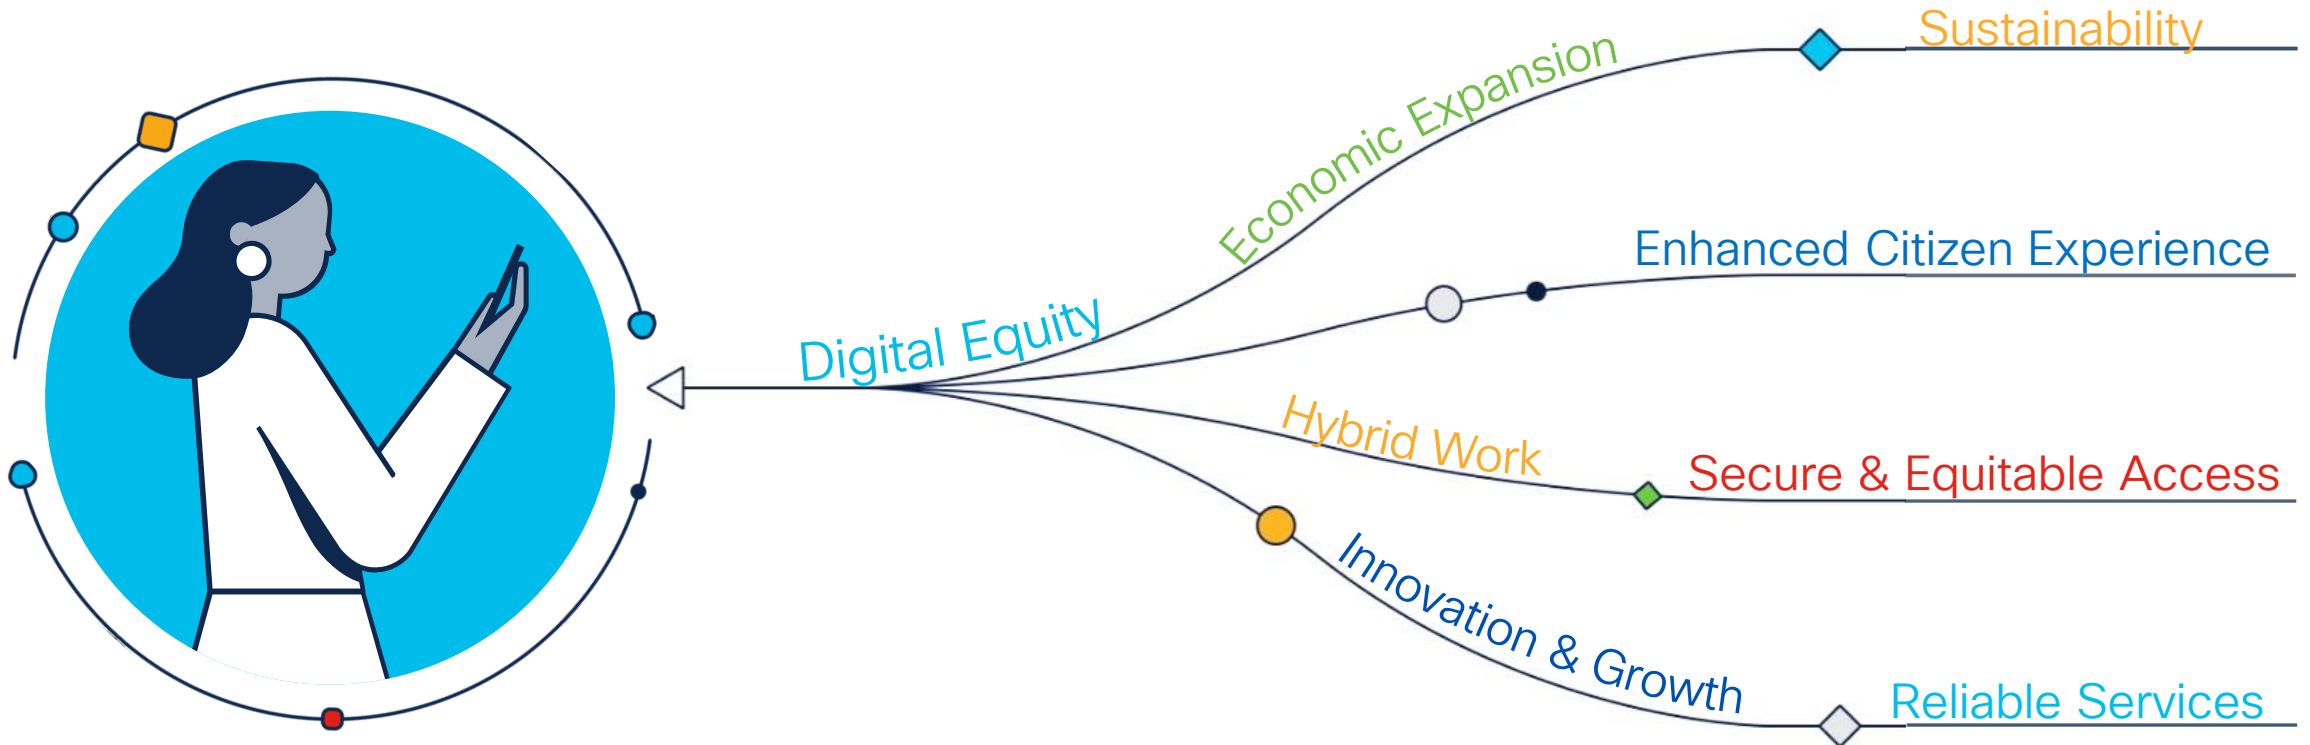 Sustainability
Economic Expansion
Enhanced Citizen Experience
Digital Equity
Hybrid Work
Secure & Equitable Access
Innovation & Growth
Reliable Services